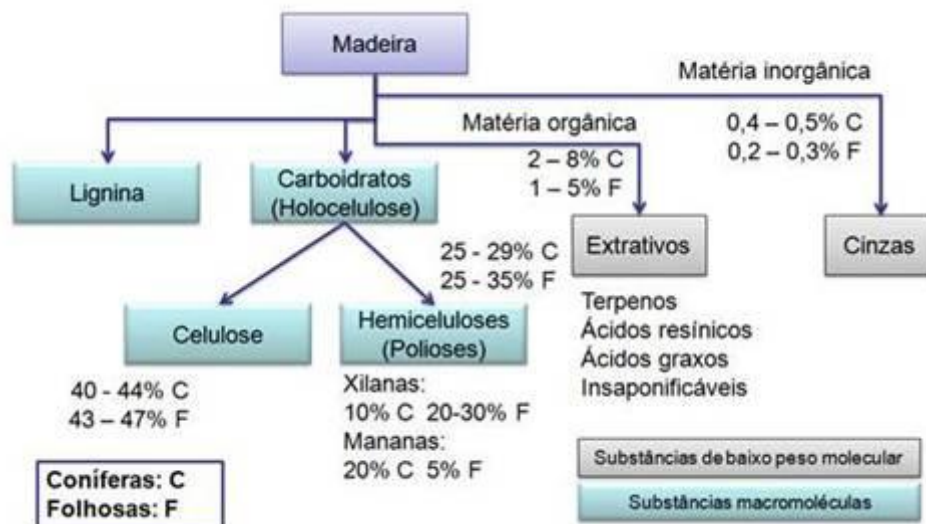 Madeira
Matéria inorgânica
0,4 – 0,5% C
0,2 – 0,3% F
Matéria orgânica
2 – 8% C
1 – 5% F
Lignina
Carboidratos
(Holocelulose)
Extrativos
Cinzas
25 - 29% C
25 - 35% F
Terpenos
Ácidos resínicos
Ácidos graxos
Insaponificáveis
Celulose
Hemiceluloses
(Polioses)
40 - 44% C
43 – 47% F
Xilanas:
10% C 20-30% F
Mananas:
20% C 5% F
Coníferas: C
Folhosas: F
Substâncias de baixo peso molecular
Substâncias macromoléculas